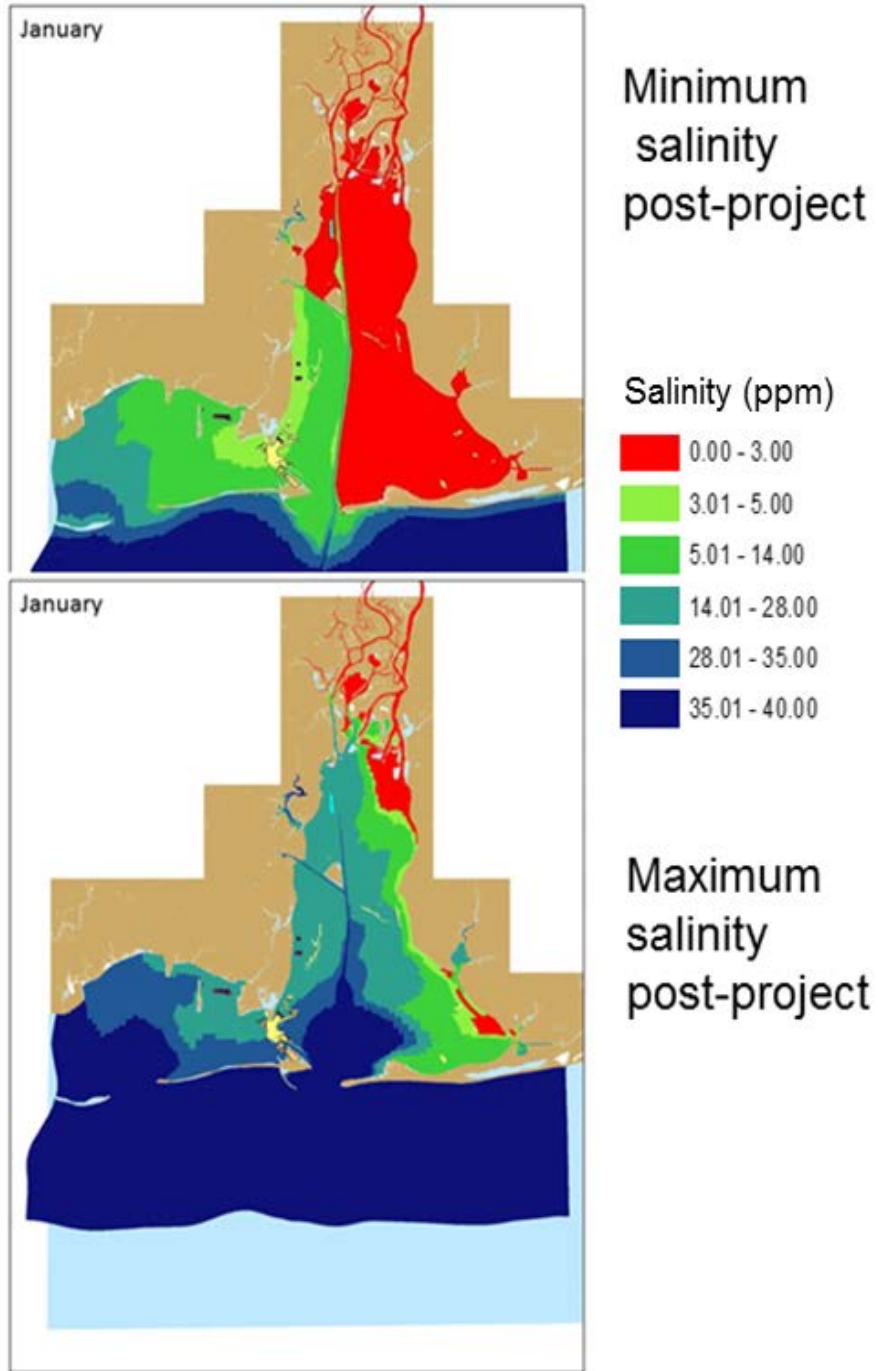 January
Minimum
salinity
post-project
Salinity (ppm)
0.00 - 3.00
3.01 - 5.00
5.01 - 14.00
14.01 - 28.00
28.01 - 35.00
35.01 - 40.00
January
Maximum
salinity
post-project